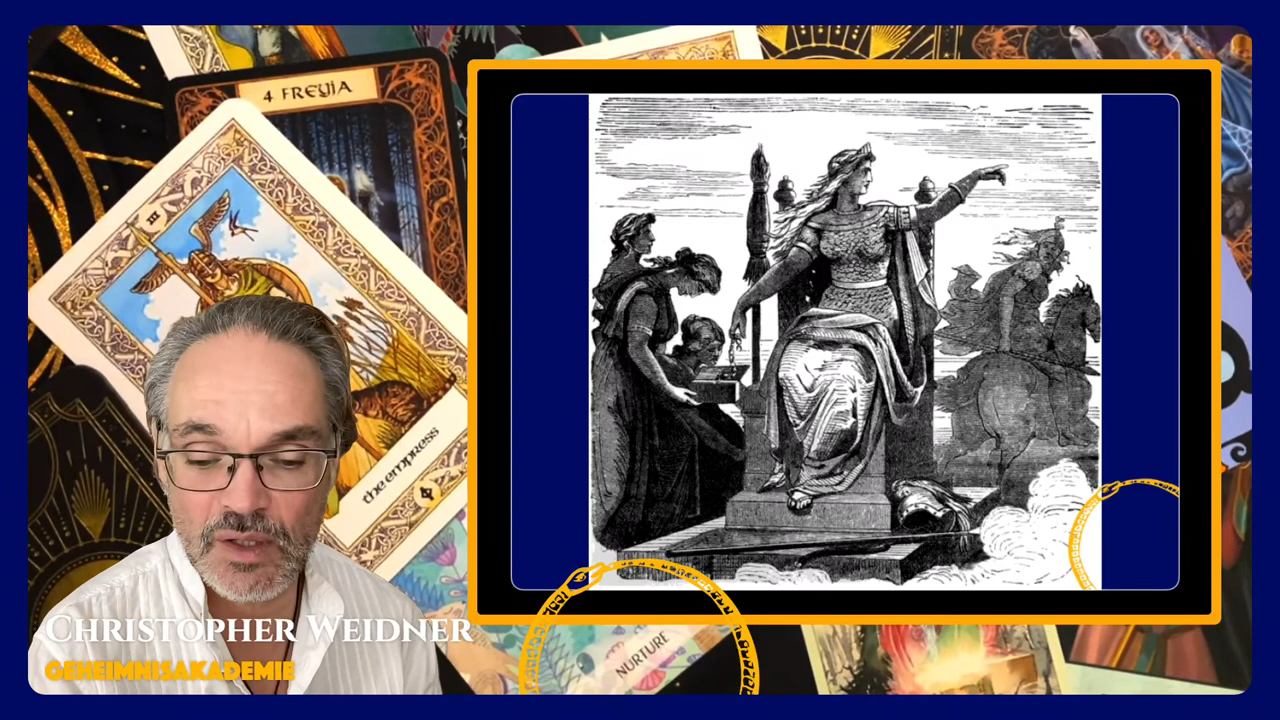 4 FREYJA
III
the empress
CHRISTOPHER WEIDNER
GEHEIMNISAKADEMIE
NURTURE